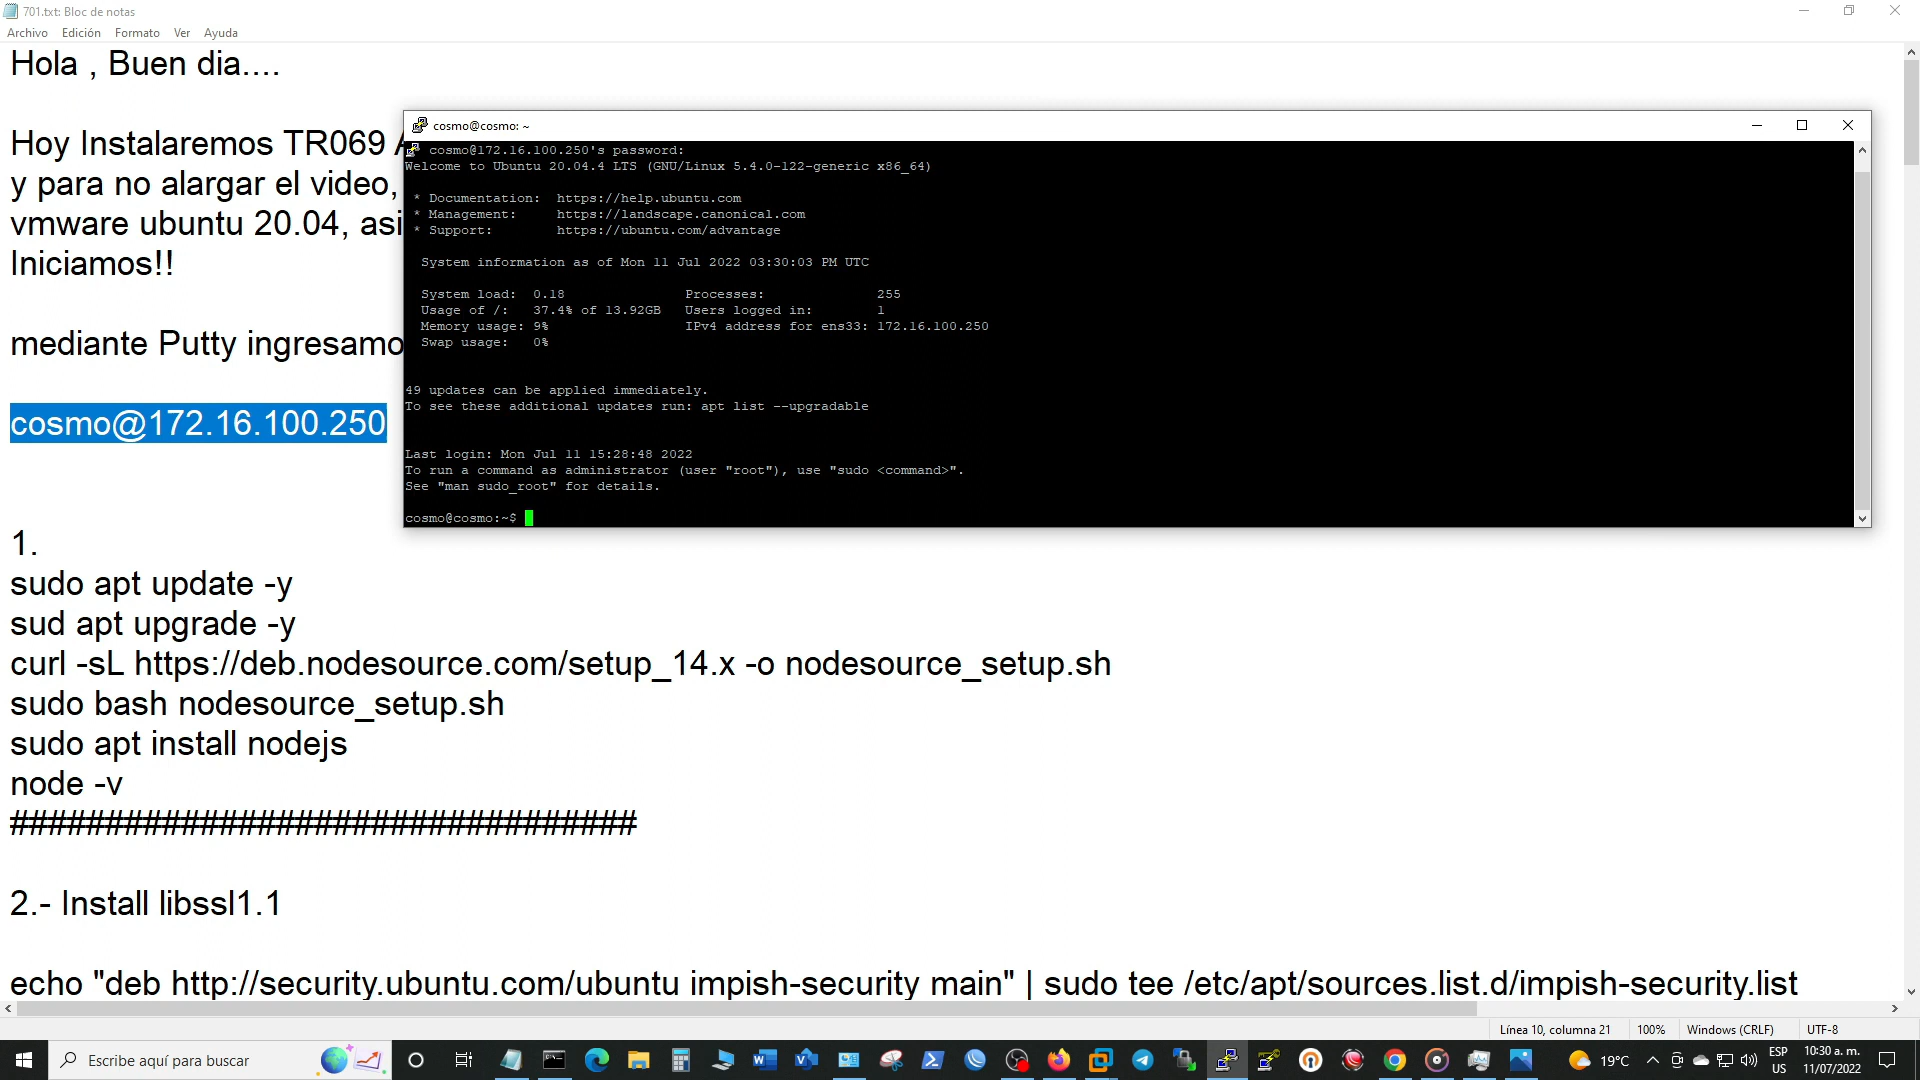 701.txt: Bloc de notas
Archivo Edición Formato Ver Ayuda
Hola , Buen dia....
Hoy Instalaremos TR069
y para no alargar el video,
vmware ubuntu 20.04, asi
Iniciamos!!
mediante Putty ingresamo
cosmo@172.16.100.250
cosmo@cosmo: ~
cosmo@172.16.100.250's password:
Welcome to Ubuntu 20.04.4 LTS (GNU/Linux 5.4.0-122-generic x86_64)
* Documentation: https://help.ubuntu.com
* Management: https://landscape.canonical.com
* Support: https://ubuntu.com/advantage
System information as of Mon 11 Jul 2022 03:30:03 PM UTC
System load: 0.18 Processes: 255
Usage of /: 37.4% of 13.92GB Users logged in: 1
Memory usage: 9% IPv4 address for ens33: 172.16.100.250
Swap usage: 0%
49 updates can be applied immediately.
To see these additional updates run: apt list --upgradable
Last login: Mon Jul 11 15:28:48 2022
To run a command as administrator (user "root"), use "sudo <command>".
See "man sudo_root" for details.
cosmo@cosmo:~$
1.
sudo apt update -y
sud apt upgrade -y
curl -sL https://deb.nodesource.com/setup_14.x -o nodesource_setup.sh
sudo bash nodesource_setup.sh
sudo apt install nodejs
node -v
#################################
2.- Install libssl1.1
echo "deb http://security.ubuntu.com/ubuntu impish-security main" | sudo tee /etc/apt/sources.list.d/impish-security.list
Línea 10, columna 21 100% Windows (CRLF) UTF-8
Escribe aquí para buscar
19°C
ESP
US
10:30 a. m.
11/07/2022